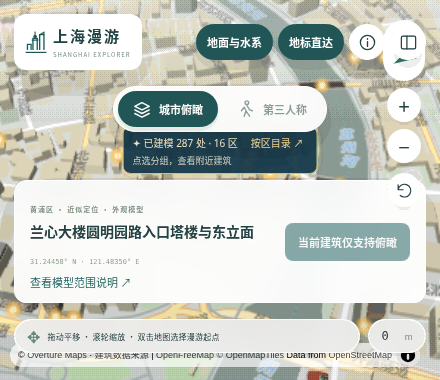 上海漫游
SHANGHAI EXPLORER
地面与水系
地标直达
城市俯瞰
第三人称
✦ 已建模 287 处 · 16 区 按区目录 ↗
点选分组，查看附近建筑
黄浦区 · 近似定位 · 外观模型
兰心大楼圆明园路入口塔楼与东立面
31.24458° N · 121.48356° E
当前建筑仅支持俯瞰
查看模型范围说明 ↗
拖动平移 · 滚轮缩放 · 双击地图选择漫游起点
0 m
© Overture Maps · 建筑数据来源 | OpenFreeMap © OpenMapTiles Data from OpenStreetMap